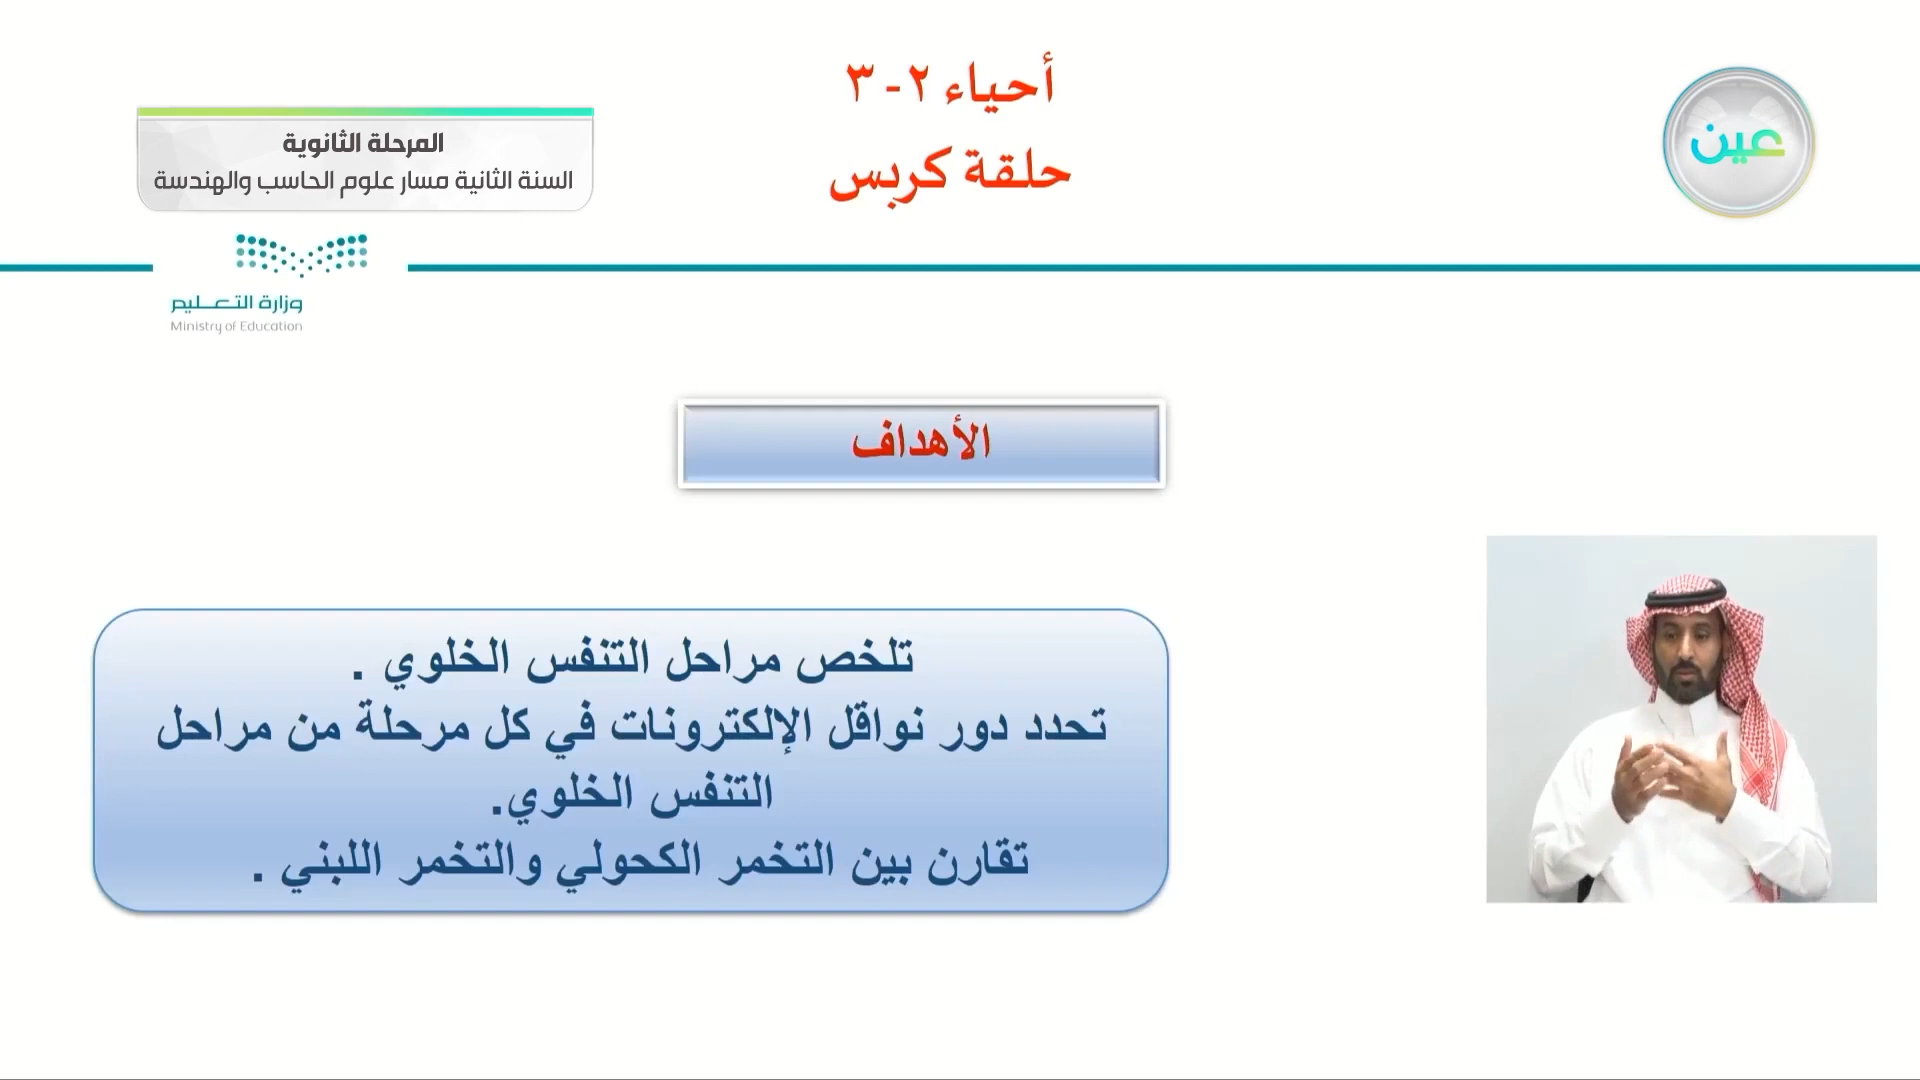 أحياء ٢- ٣
حلقة كربس
عين
المرحلة الثانوية
السنة الثانية مسار علوم الحاسب والهندسة
وزارة التعـــليم
Ministry of Education
الأهداف
تلخص مراحل التنفس الخلوي .
تحدد دور نواقل الإلكترونات في كل مرحلة من مراحل
التنفس الخلوي.
تقارن بين التخمر الكحولي والتخمر اللبني .